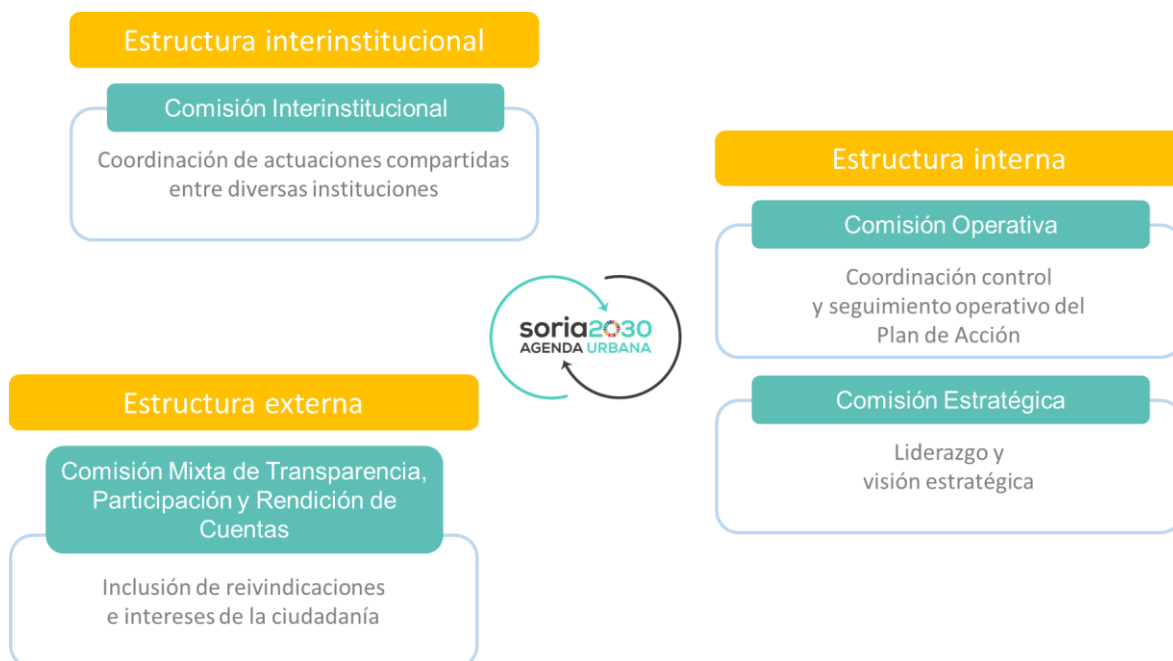 Estructura interinstitucional
Comisión Interinstitucional
Coordinación de actuaciones compartidas
entre diversas instituciones
Estructura interna
Comisión Operativa
Coordinación control
y seguimiento operativo del
Plan de Acción
Comisión Estratégica
Liderazgo y
visión estratégica
soria2030
AGENDA URBANA
Estructura externa
Comisión Mixta de Transparencia,
Participación y Rendición de
Cuentas
Inclusión de reivindicaciones
e intereses de la ciudadanía